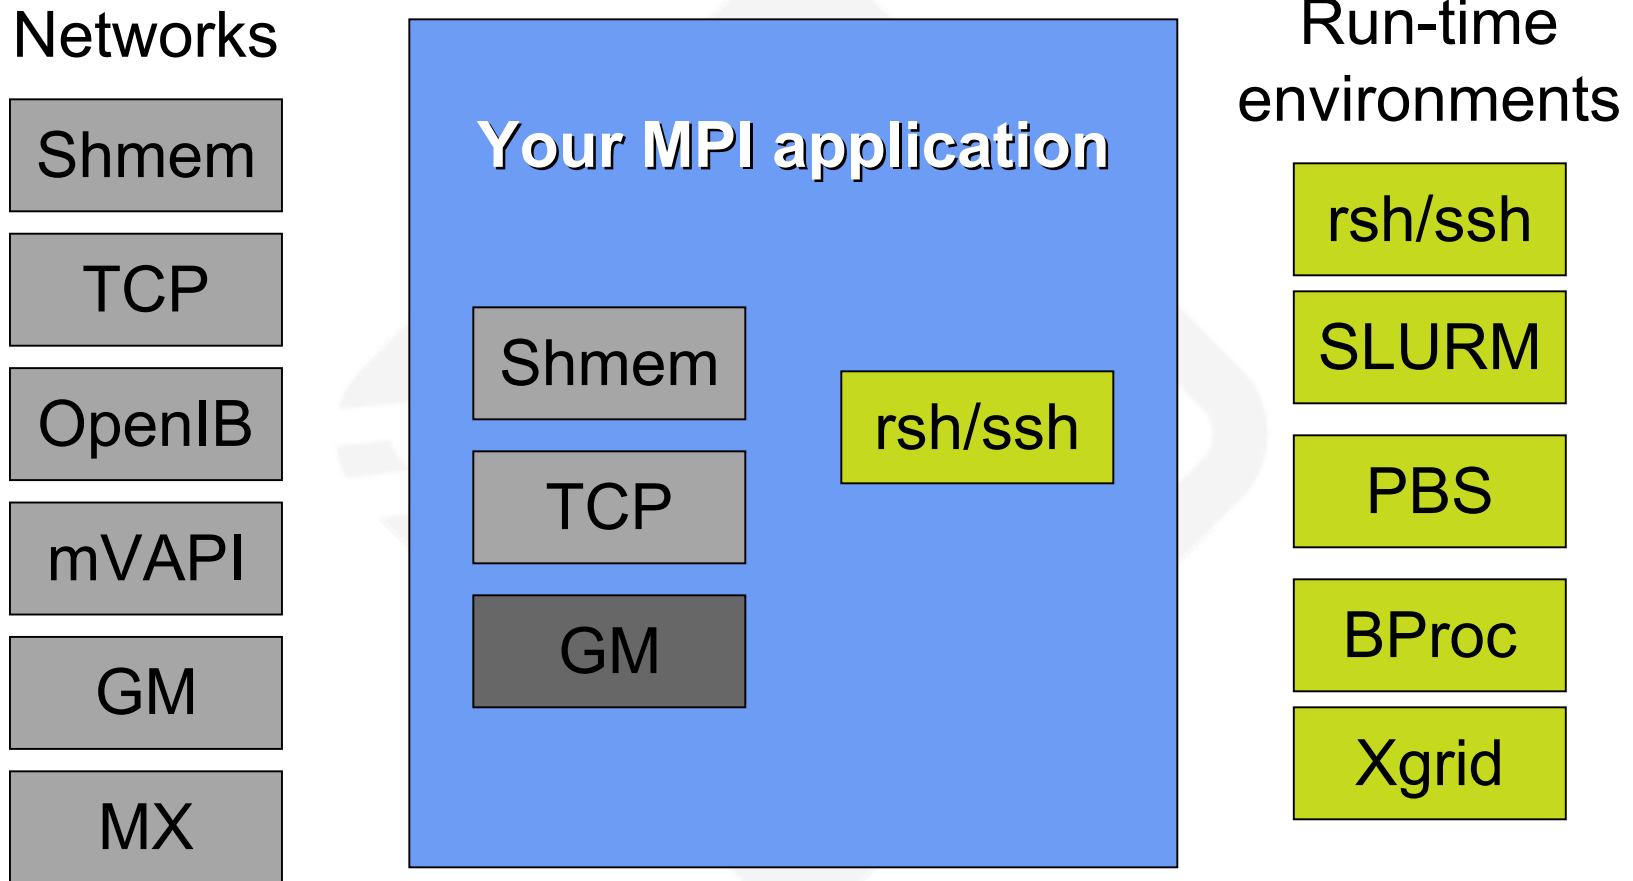 Networks
Shmem
TCP
OpenIB
mVAPI
GM
MX
Your MPI application
Shmem
TCP
GM
rsh/ssh
Run-time
environments
rsh/ssh
SLURM
PBS
BProc
Xgrid